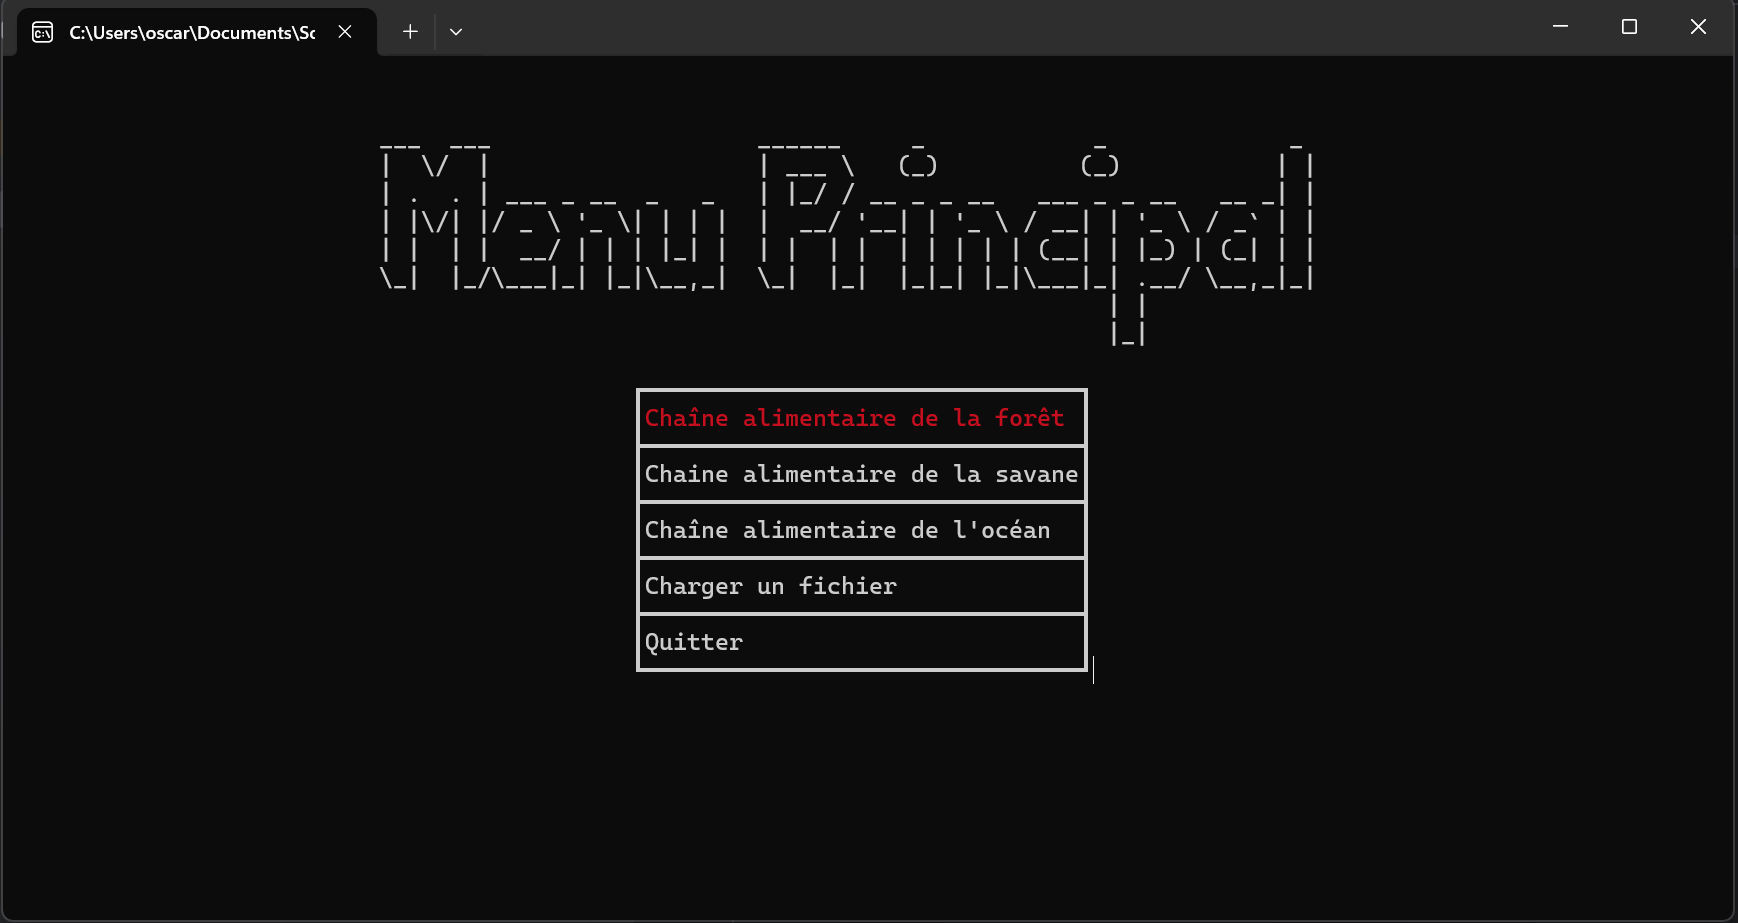 C:\Users\oscar\Documents\Sc
Menu Principal
Chaîne alimentaire de la forêt
Chaine alimentaire de la savane
Chaîne alimentaire de l'océan
Charger un fichier
Quitter